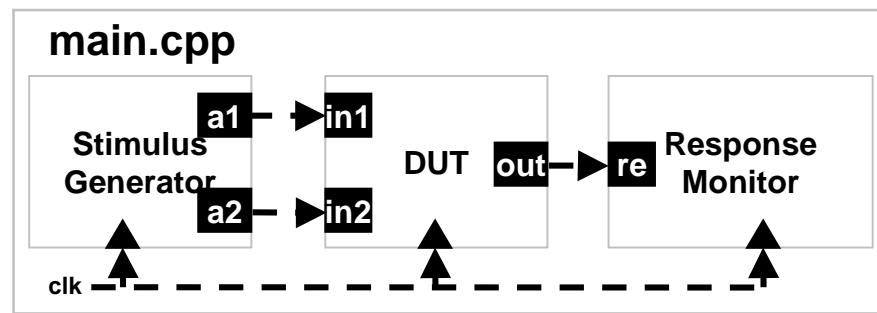 main.cpp
a1
in1
Stimulus
Generator
DUT
out
re
Response
Monitor
a2
in2
clk